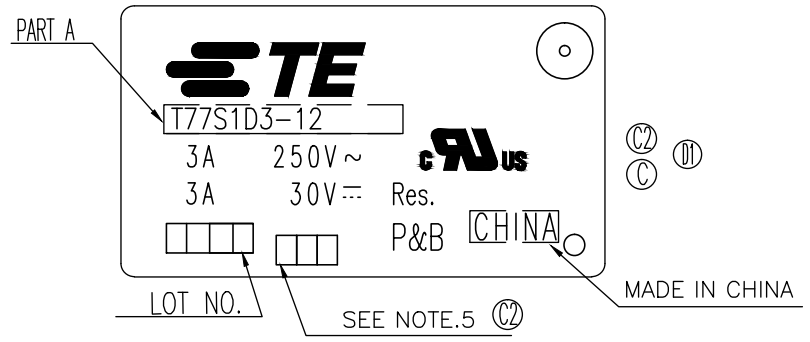 PART A
TE
T77S1D3-12
3A 250V~
3A 30V⎓ Res.
P&B
CHINA
c RU US
C2
C
D1
LOT NO.
SEE NOTE.5 C2
MADE IN CHINA